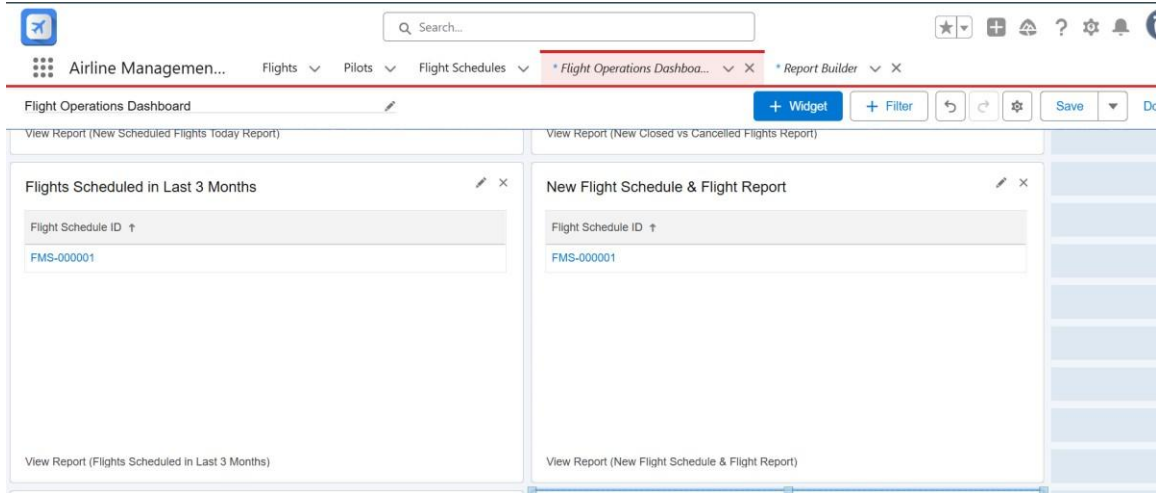 Search...
Airline Managemen...
Flights
Pilots
Flight Schedules
* Flight Operations Dashboa...
* Report Builder
Flight Operations Dashboard
+ Widget
+ Filter
Save
View Report (New Scheduled Flights Today Report)
View Report (New Closed vs Cancelled Flights Report)
Flights Scheduled in Last 3 Months
Flight Schedule ID ↑
FMS-000001
View Report (Flights Scheduled in Last 3 Months)
New Flight Schedule & Flight Report
Flight Schedule ID ↑
FMS-000001
View Report (New Flight Schedule & Flight Report)